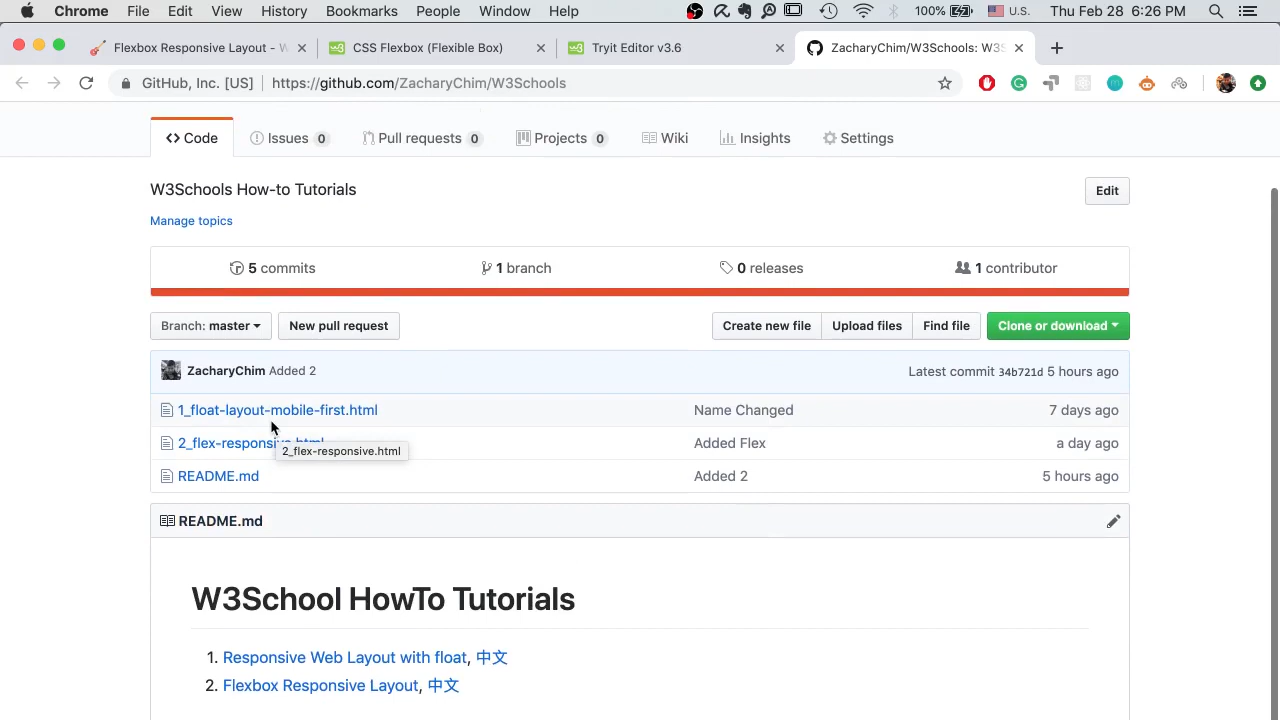 Chrome File Edit View History Bookmarks People Window Help 100% U.S. Thu Feb 28 6:26 PM
Flexbox Responsive Layout - W CSS Flexbox (Flexible Box) Tryit Editor v3.6 ZacharyChim/W3Schools: W3S
GitHub, Inc. [US] https://github.com/ZacharyChim/W3Schools
Code Issues 0 Pull requests 0 Projects 0 Wiki Insights Settings
W3Schools How-to Tutorials Edit
Manage topics
5 commits 1 branch 0 releases 1 contributor
Branch: master New pull request Create new file Upload files Find file Clone or download
ZacharyChim Added 2 Latest commit 34b721d 5 hours ago
1_float-layout-mobile-first.html Name Changed 7 days ago
2_flex-responsive.html Added Flex a day ago
2_flex-responsive.html
README.md Added 2 5 hours ago
README.md
W3School HowTo Tutorials
1. Responsive Web Layout with float, 中文
2. Flexbox Responsive Layout, 中文